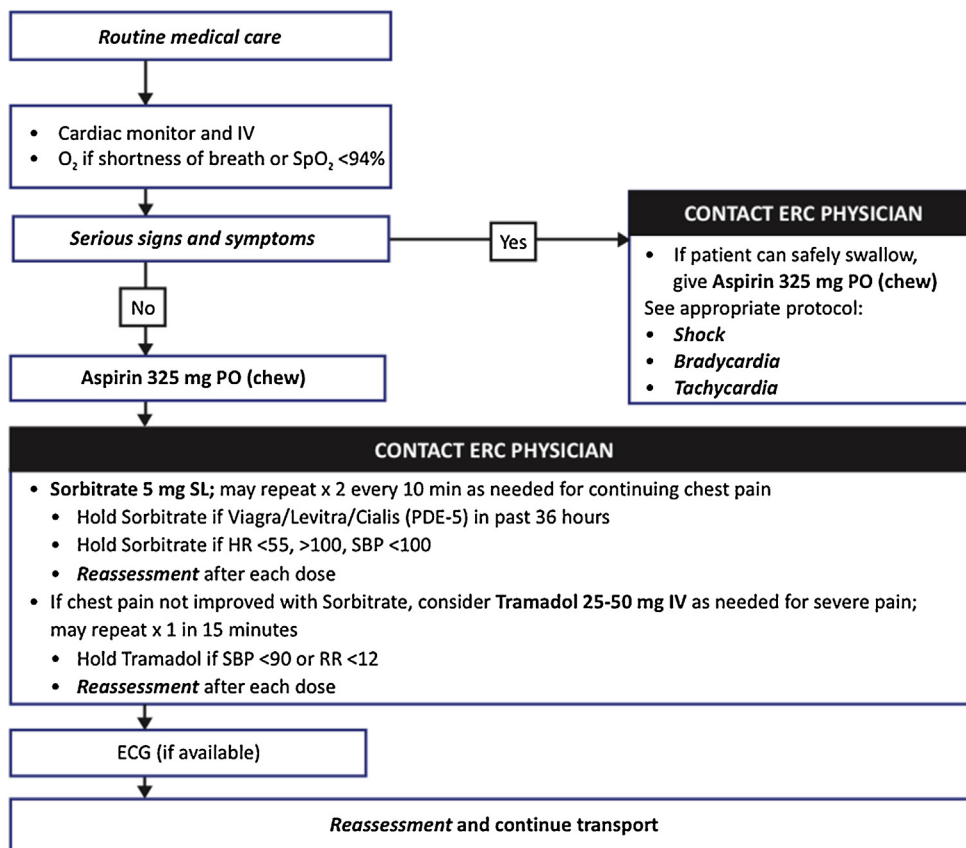 Routine medical care
• Cardiac monitor and IV
• O₂ if shortness of breath or SpO₂ <94%
Serious signs and symptoms
Yes
CONTACT ERC PHYSICIAN
• If patient can safely swallow,
give Aspirin 325 mg PO (chew)
See appropriate protocol:
• Shock
• Bradycardia
• Tachycardia
No
Aspirin 325 mg PO (chew)
CONTACT ERC PHYSICIAN
• Sorbitrate 5 mg SL; may repeat x 2 every 10 min as needed for continuing chest pain
• Hold Sorbitrate if Viagra/Levitra/Cialis (PDE-5) in past 36 hours
• Hold Sorbitrate if HR <55, >100, SBP <100
• Reassessment after each dose
• If chest pain not improved with Sorbitrate, consider Tramadol 25-50 mg IV as needed for severe pain;
may repeat x 1 in 15 minutes
• Hold Tramadol if SBP <90 or RR <12
• Reassessment after each dose
ECG (if available)
Reassessment and continue transport